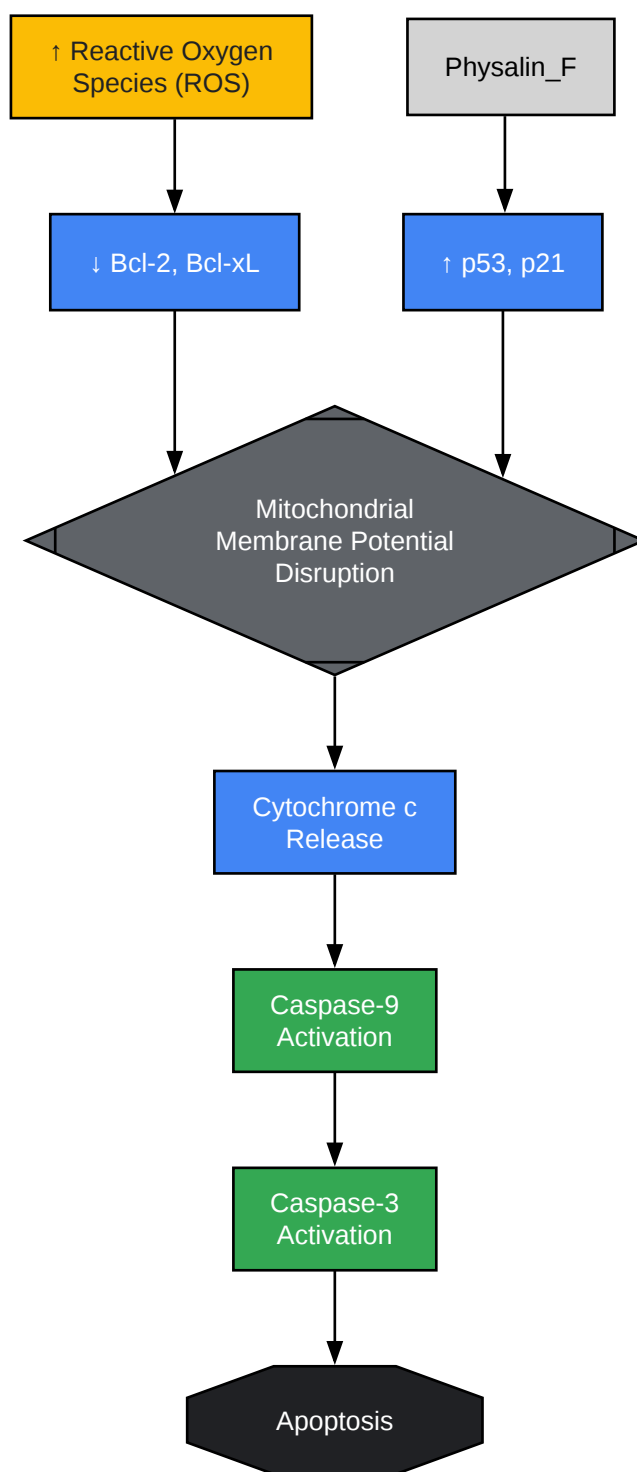 ↑ Reactive Oxygen
Species (ROS)
Physalin_F
↓ Bcl-2, Bcl-xL
↑ p53, p21
Mitochondrial
Membrane Potential
Disruption
Cytochrome c
Release
Caspase-9
Activation
Caspase-3
Activation
Apoptosis